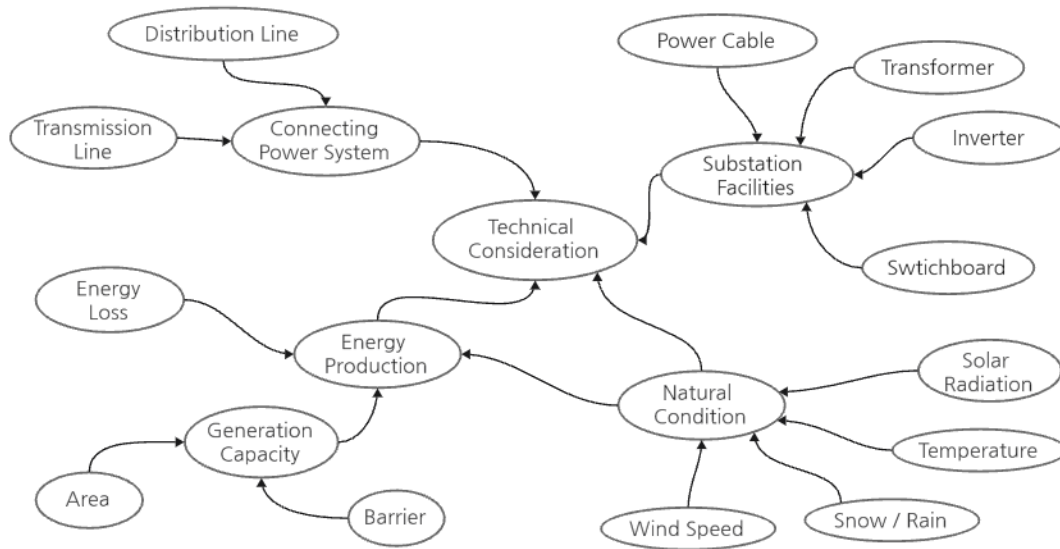 Distribution Line
Power Cable
Transformer
Transmission
Line
Connecting
Power System
Inverter
Substation
Facilities
Technical
Consideration
Swtichboard
Energy
Loss
Energy
Production
Solar
Radiation
Natural
Condition
Generation
Capacity
Temperature
Area
Barrier
Wind Speed
Snow / Rain